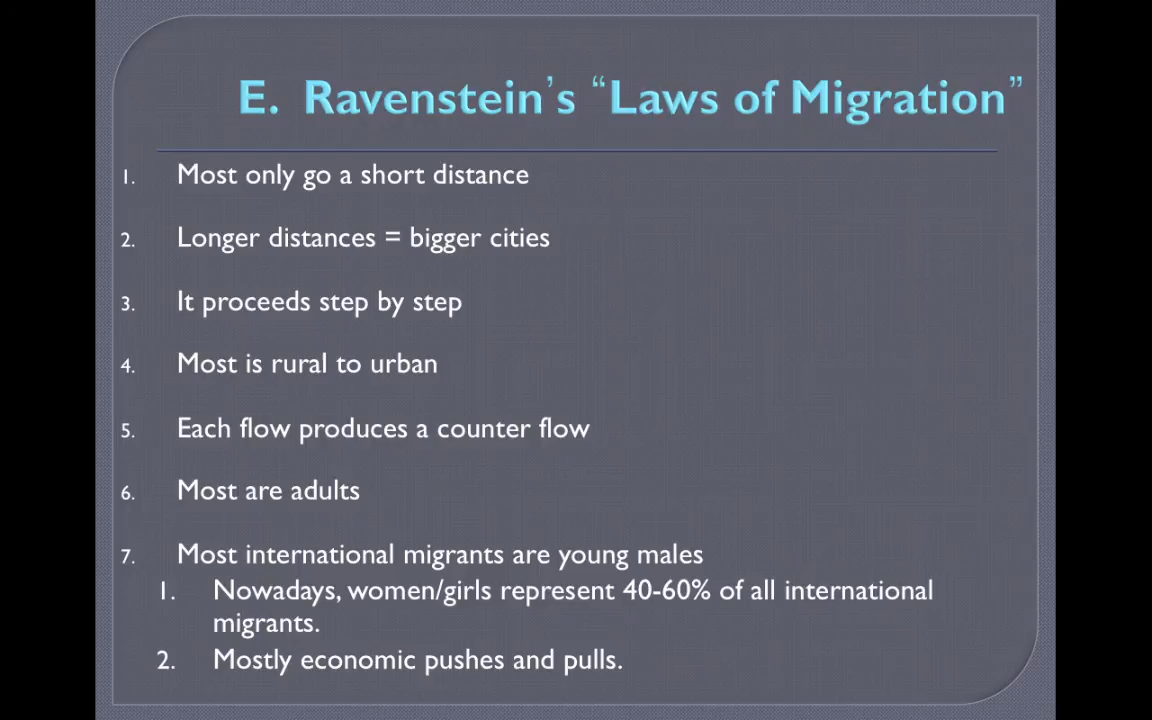 E. Ravenstein’s “Laws of Migration”
1. Most only go a short distance
2. Longer distances = bigger cities
3. It proceeds step by step
4. Most is rural to urban
5. Each flow produces a counter flow
6. Most are adults
7. Most international migrants are young males
1. Nowadays, women/girls represent 40-60% of all international
migrants.
2. Mostly economic pushes and pulls.